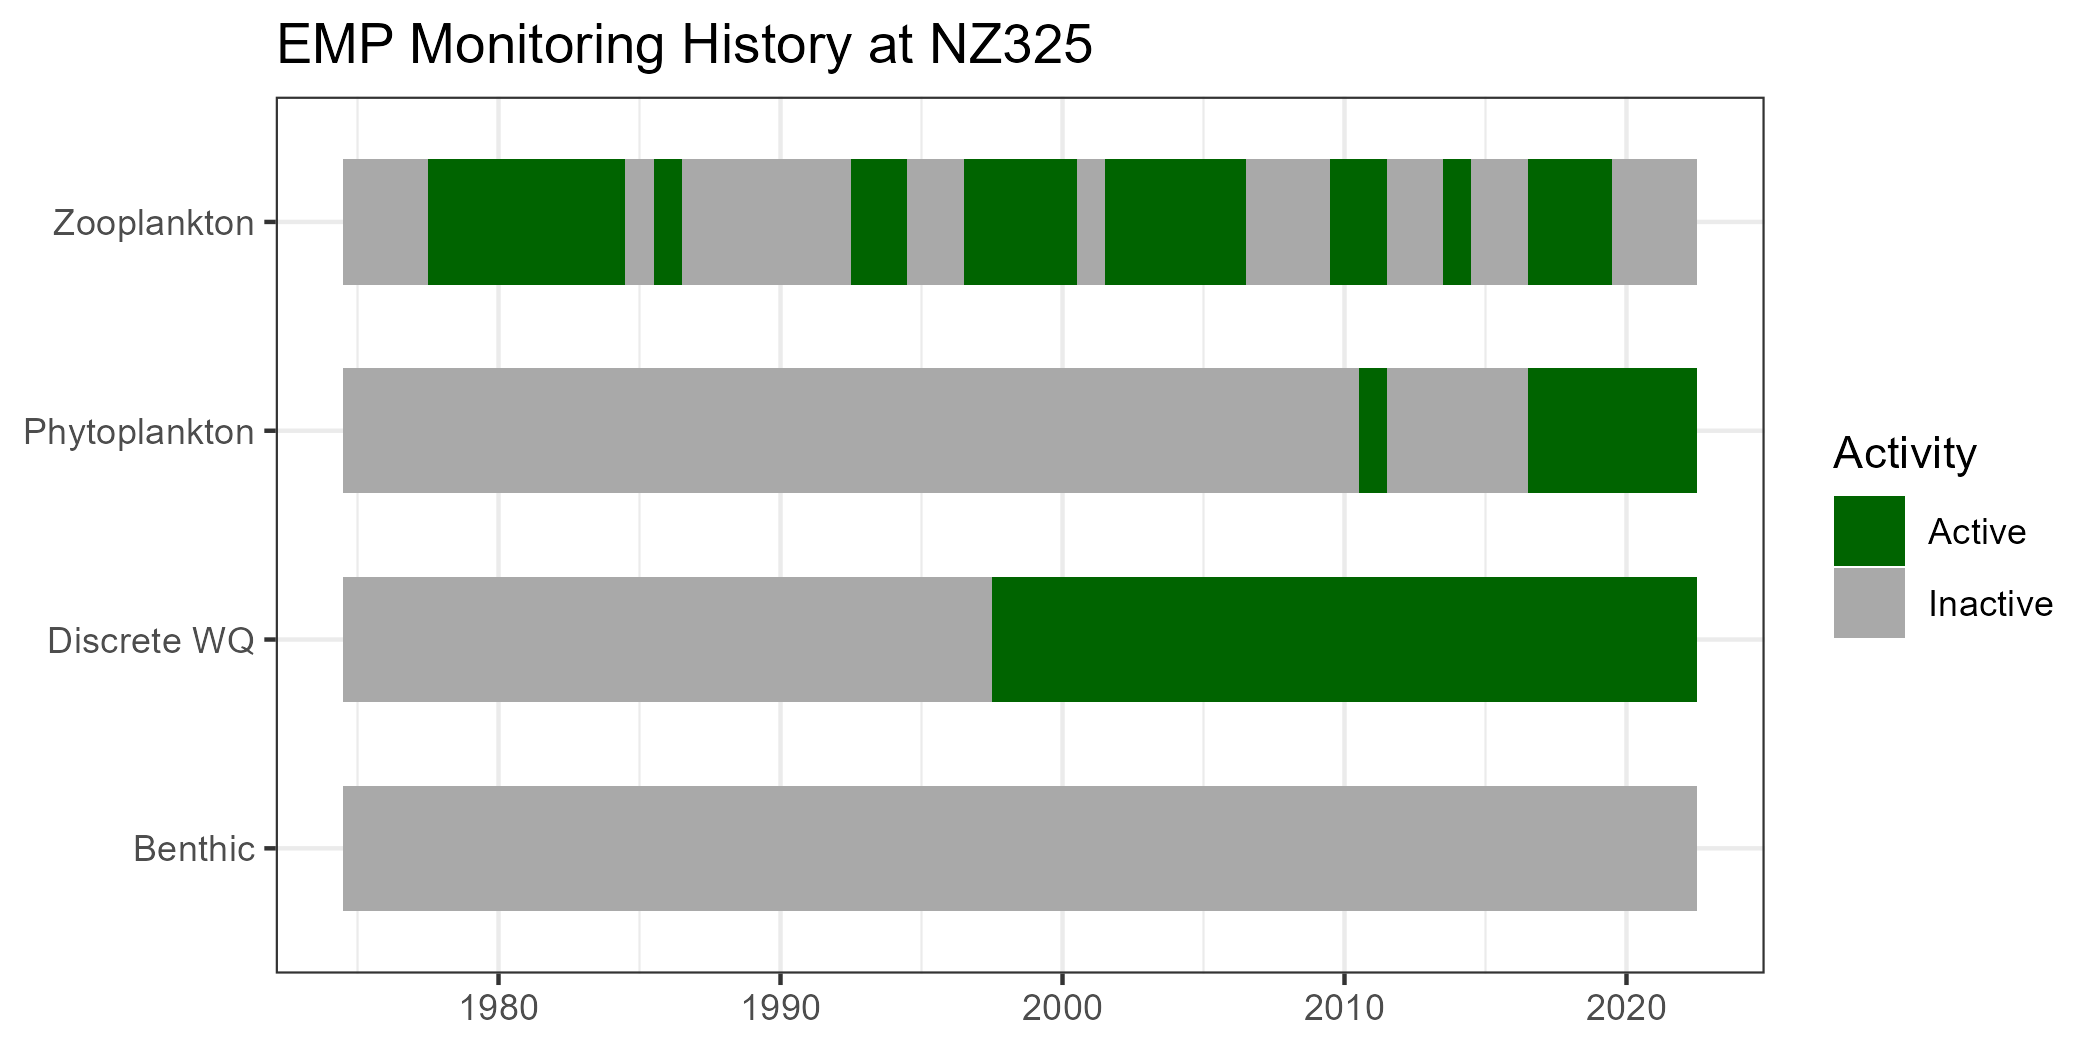 EMP Monitoring History at NZ325
Zooplankton
Phytoplankton
Discrete WQ
Benthic
1980 1990 2000 2010 2020
Activity
Active
Inactive